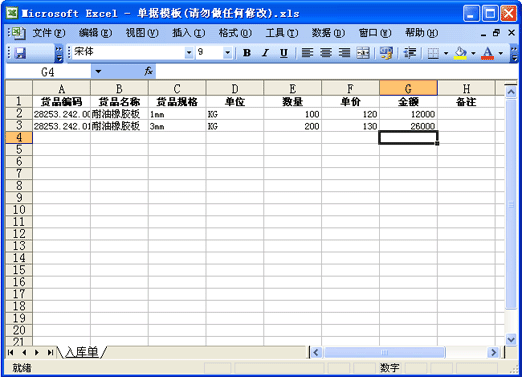 Microsoft Excel - 单据模板(请勿做任何修改).xls
文件(F) 编辑(E) 视图(V) 插入(I) 格式(O) 工具(T) 数据(D) 窗口(W) 帮助(H)
宋体 9 B I U
G4 fx
A B C D E F G H
1 货品编码 货品名称 货品规格 单位 数量 单价 金额 备注
2 28253.242.00 耐油橡胶板 1mm KG 100 120 12000
3 28253.242.01 耐油橡胶板 3mm KG 200 130 26000
4
5
6
7
8
9
10
11
12
13
14
15
16
17
18
19
20
21
入库单
就绪 数字